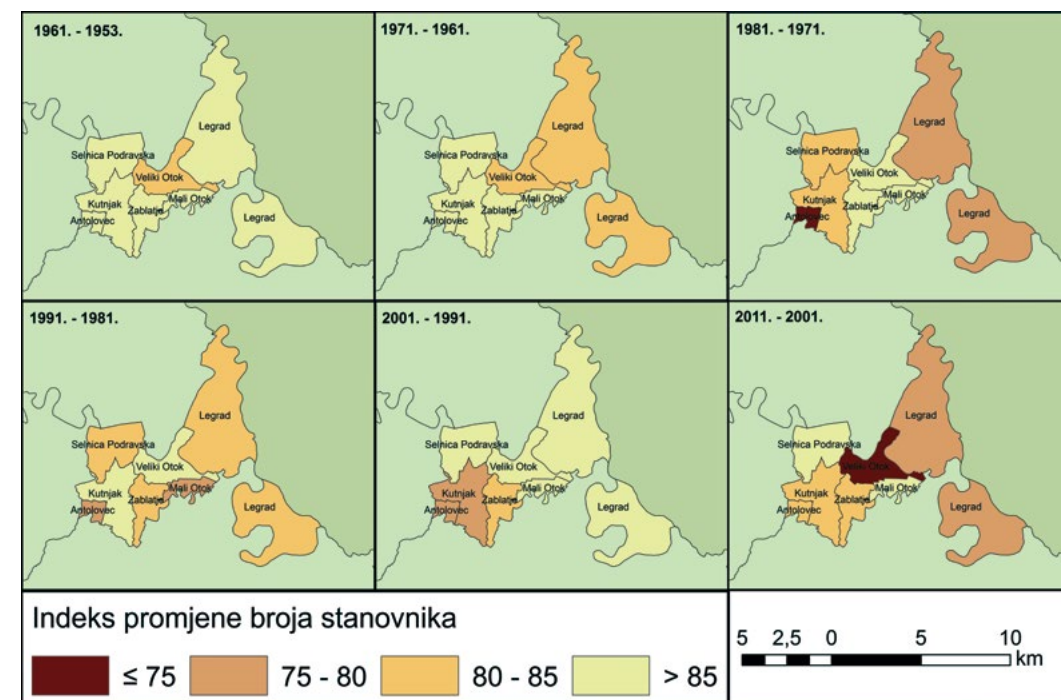 1961. - 1953.
Legrad
Selnica Podravska
Veliki Otok
Mali Otok
Kutnjak
Zablatje
Antolovec
Legrad
1971. - 1961.
Legrad
Selnica Podravska
Veliki Otok
Mali Otok
Kutnjak
Zablatje
Antolovec
Legrad
1981. - 1971.
Legrad
Selnica Podravska
Veliki Otok
Mali Otok
Kutnjak
Zablatje
Antolovec
Legrad
1991. - 1981.
Legrad
Selnica Podravska
Veliki Otok
Mali Otok
Kutnjak
Zablatje
Antolovec
Legrad
2001. - 1991.
Legrad
Selnica Podravska
Veliki Otok
Mali Otok
Kutnjak
Zablatje
Antolovec
Legrad
2011. - 2001.
Legrad
Selnica Podravska
Veliki Otok
Mali Otok
Kutnjak
Zablatje
Antolovec
Legrad
Indeks promjene broja stanovnika
≤ 75 75 - 80 80 - 85 > 85
5 2,5 0 5 10
km